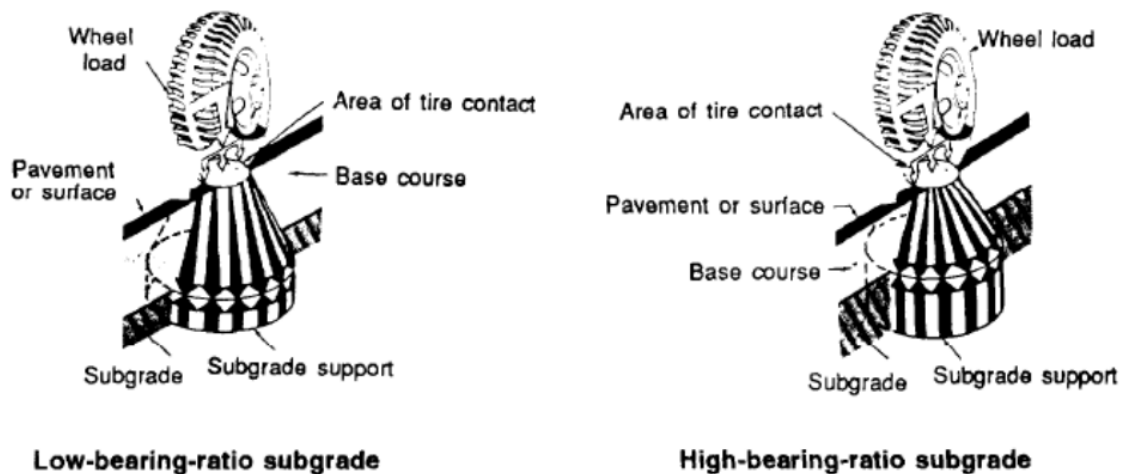 Wheel
load
Area of tire contact
Pavement
or surface
Base course
Subgrade
Subgrade support
Low-bearing-ratio subgrade
Wheel load
Area of tire contact
Pavement or surface
Base course
Subgrade
Subgrade support
High-bearing-ratio subgrade